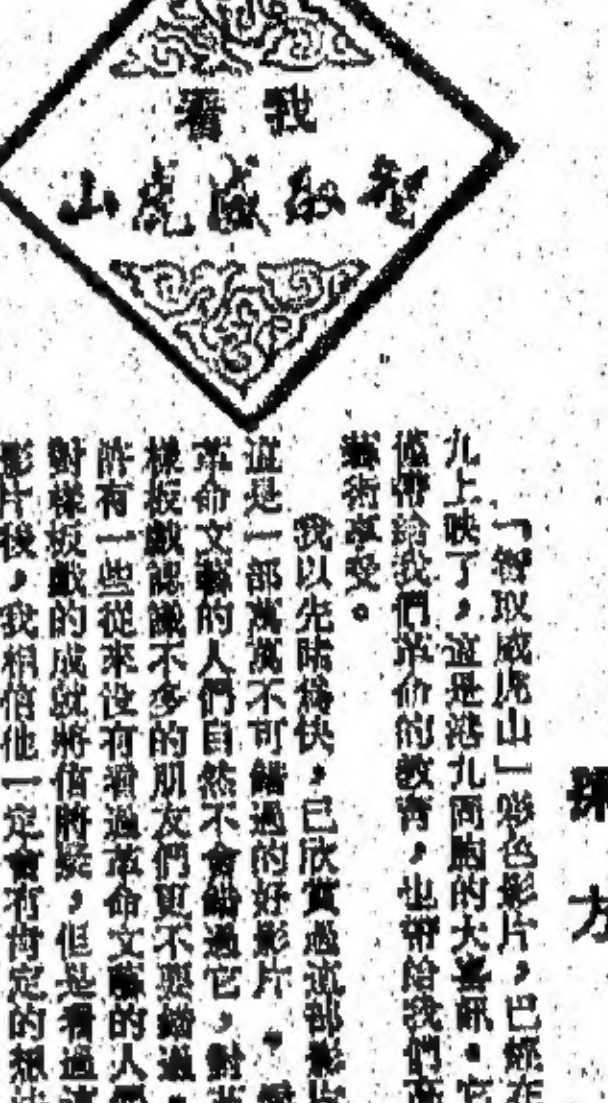 我看
智取威虎山
方
「智取威虎山」彩色影片，已經在
九上映了，這是港九同胞的大喜訊。它
僅帶給我們革命的教育，也帶給我們
藝術享受。
我以先睹為快，已欣賞過這部影片
這是一部萬萬不可錯過的好影片，
革命文藝的人們自然不會錯過它，對
樣板戲認識不多的朋友們更不要錯過，
許有一些從來沒有看過革命文藝的人
對樣板戲的成就將信將疑，但是看過這
影片後，我相信他一定會有肯定的想法